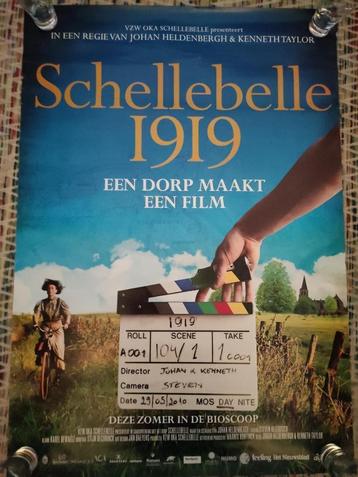 VZW OKA SCHELLEBELLE presenteert
IN EEN REGIE VAN JOHAN HELDENBERGH & KENNETH TAYLOR
Schellebelle
1919
EEN DORP MAAKT
EEN FILM
1919
ROLL SCENE TAKE
A001 104/1 1
Director JOHAN & KENNETH
Camera STEVEN
Date 29/05/2010 MOS DAY NITE
DEZE ZOMER IN DE BIOSCOOP